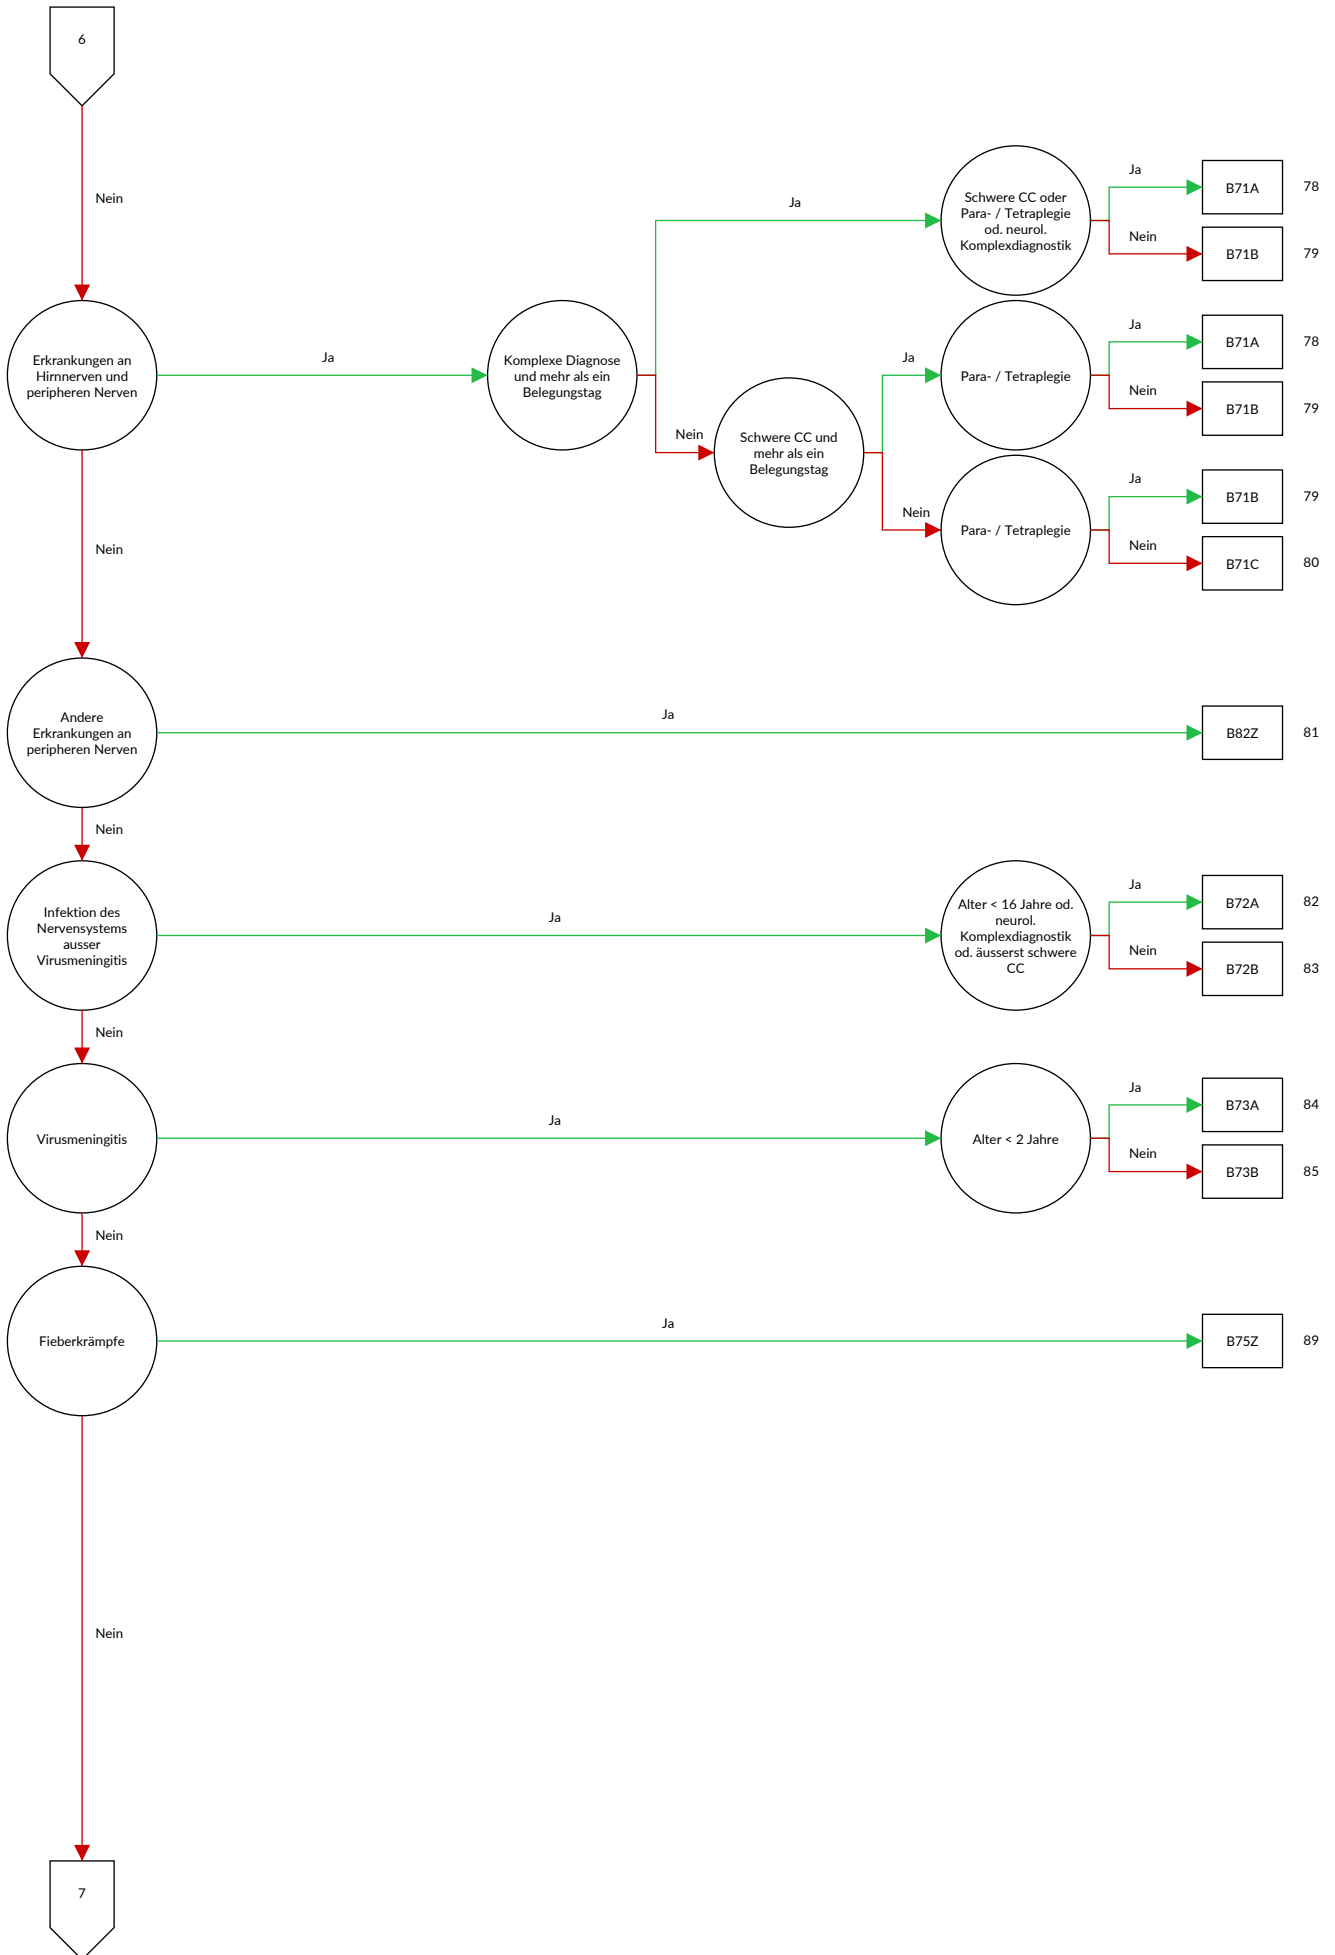 6
Nein
Ja
Schwere CC oder
Para- / Tetraplegie
od. neurol.
Komplexdiagnostik
Ja
B71A
78
Nein
B71B
79
Erkrankungen an
Hirnnerven und
peripheren Nerven
Ja
Komplexe Diagnose
und mehr als ein
Belegungstag
Nein
Schwere CC und
mehr als ein
Belegungstag
Ja
Para- / Tetraplegie
Ja
B71A
78
Nein
B71B
79
Nein
Para- / Tetraplegie
Ja
B71B
79
Nein
B71C
80
Nein
Andere
Erkrankungen an
peripheren Nerven
Ja
B82Z
81
Nein
Infektion des
Nervensystems
ausser
Virusmeningitis
Ja
Alter < 16 Jahre od.
neurol.
Komplexdiagnostik
od. äusserst schwere
CC
Ja
B72A
82
Nein
B72B
83
Nein
Virusmeningitis
Ja
Alter < 2 Jahre
Ja
B73A
84
Nein
B73B
85
Nein
Fieberkrämpfe
Ja
B75Z
89
Nein
7